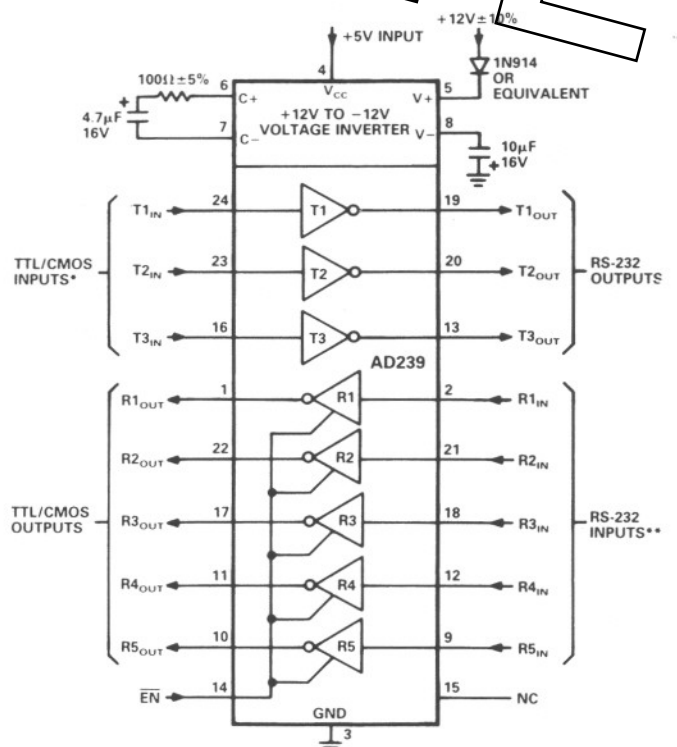 +5V INPUT
+12V±10%
1N914
OR
EQUIVALENT
100Ω±5%
4
6
C+
VCC
V+
5
+
4.7µF
16V
7
C−
+12V TO −12V
VOLTAGE INVERTER
V−
8
10µF
16V
+
TTL/CMOS
INPUTS*
T1IN
24
T1
19
T1OUT
T2IN
23
T2
20
T2OUT
T3IN
16
T3
13
T3OUT
RS-232
OUTPUTS
AD239
TTL/CMOS
OUTPUTS
R1OUT
1
R1
2
R1IN
R2OUT
22
R2
21
R2IN
R3OUT
17
R3
18
R3IN
R4OUT
11
R4
12
R4IN
R5OUT
10
R5
9
R5IN
RS-232
INPUTS**
E̅N̅
14
15
NC
GND
3